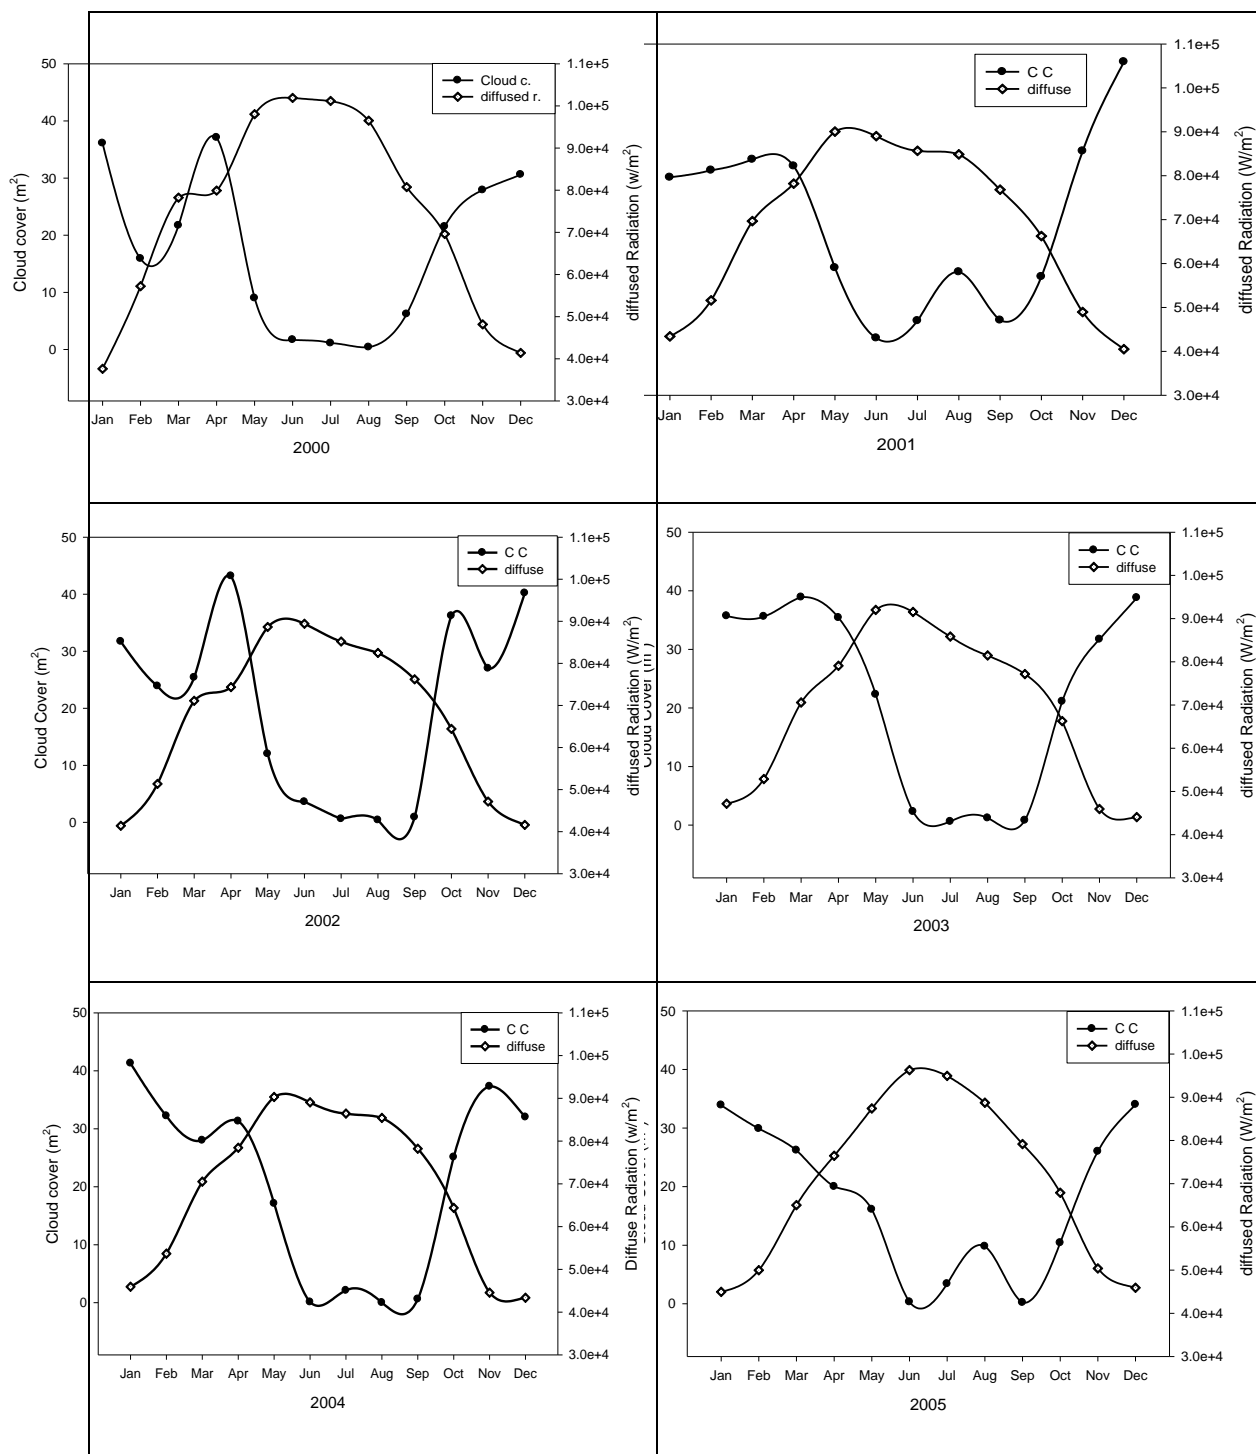 Cloud cover (m²)
50
40
30
20
10
0
Cloud c.
diffused r.
1.1e+5
1.0e+5
9.0e+4
8.0e+4
7.0e+4
6.0e+4
5.0e+4
4.0e+4
3.0e+4
diffused Radiation (w/m²)
Jan Feb Mar Apr May Jun Jul Aug Sep Oct Nov Dec
2000
C C
diffuse
1.1e+5
1.0e+5
9.0e+4
8.0e+4
7.0e+4
6.0e+4
5.0e+4
4.0e+4
3.0e+4
diffused Radiation (W/m²)
Jan Feb Mar Apr May Jun Jul Aug Sep Oct Nov Dec
2001
Cloud Cover (m²)
50
40
30
20
10
0
C C
diffuse
1.1e+5
1.0e+5
9.0e+4
8.0e+4
7.0e+4
6.0e+4
5.0e+4
4.0e+4
3.0e+4
diffused Radiation (W/m²)
Jan Feb Mar Apr May Jun Jul Aug Sep Oct Nov Dec
2002
50
40
30
20
10
0
C C
diffuse
1.1e+5
1.0e+5
9.0e+4
8.0e+4
7.0e+4
6.0e+4
5.0e+4
4.0e+4
3.0e+4
diffused Radiation (W/m²)
Jan Feb Mar Apr May Jun Jul Aug Sep Oct Nov Dec
2003
Cloud cover (m²)
50
40
30
20
10
0
C C
diffuse
1.1e+5
1.0e+5
9.0e+4
8.0e+4
7.0e+4
6.0e+4
5.0e+4
4.0e+4
3.0e+4
Diffuse Radiation (w/m²)
Jan Feb Mar Apr May Jun Jul Aug Sep Oct Nov Dec
2004
50
40
30
20
10
0
C C
diffuse
1.1e+5
1.0e+5
9.0e+4
8.0e+4
7.0e+4
6.0e+4
5.0e+4
4.0e+4
3.0e+4
diffused Radiation (W/m²)
Jan Feb Mar Apr May Jun Jul Aug Sep Oct Nov Dec
2005